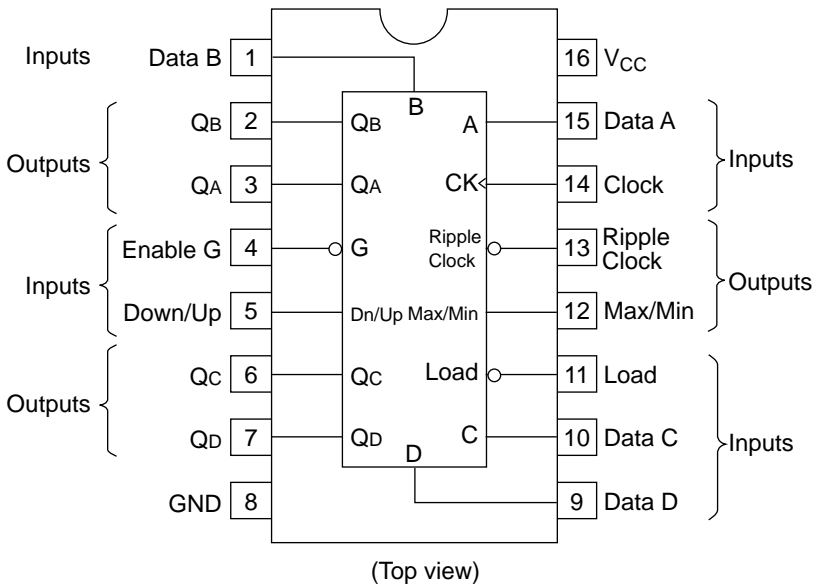 Inputs
Data B
1
16
VCC
B
Outputs
QB
2
QB
A
15
Data A
Inputs
QA
3
QA
CK
14
Clock
Inputs
Enable G
4
G
Ripple
Clock
13
Ripple
Clock
Outputs
Down/Up
5
Dn/Up
Max/Min
12
Max/Min
Outputs
QC
6
QC
Load
11
Load
Inputs
QD
7
QD
C
10
Data C
D
GND
8
9
Data D
(Top view)